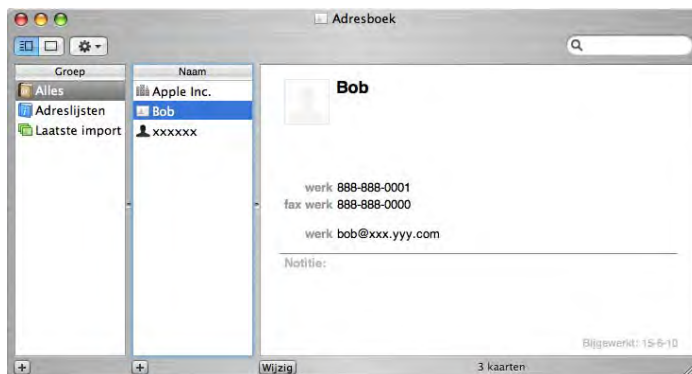 Adresboek
Groep
Alles
Adreslijsten
Laatste import
Naam
Apple Inc.
Bob
xxxxxx
Bob
werk 888-888-0001
fax werk 888-888-0000
werk bob@xxx.yyy.com
Notitie:
Bijgewerkt: 15-6-10
Wijzig
3 kaarten